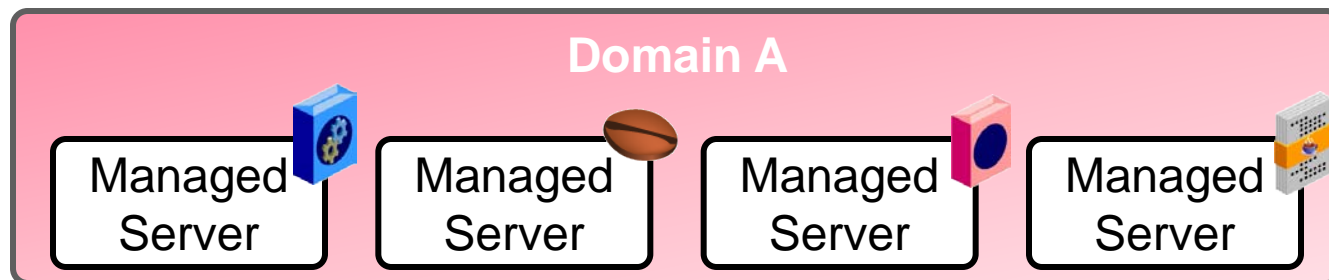 Domain A
Managed
Server
Managed
Server
Managed
Server
Managed
Server